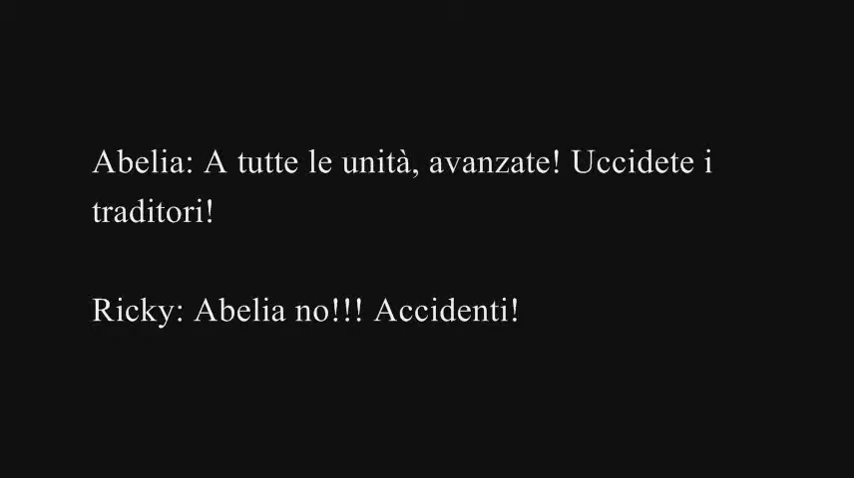 Abelia: A tutte le unità, avanzate! Uccidete i
traditori!
Ricky: Abelia no!!! Accidenti!